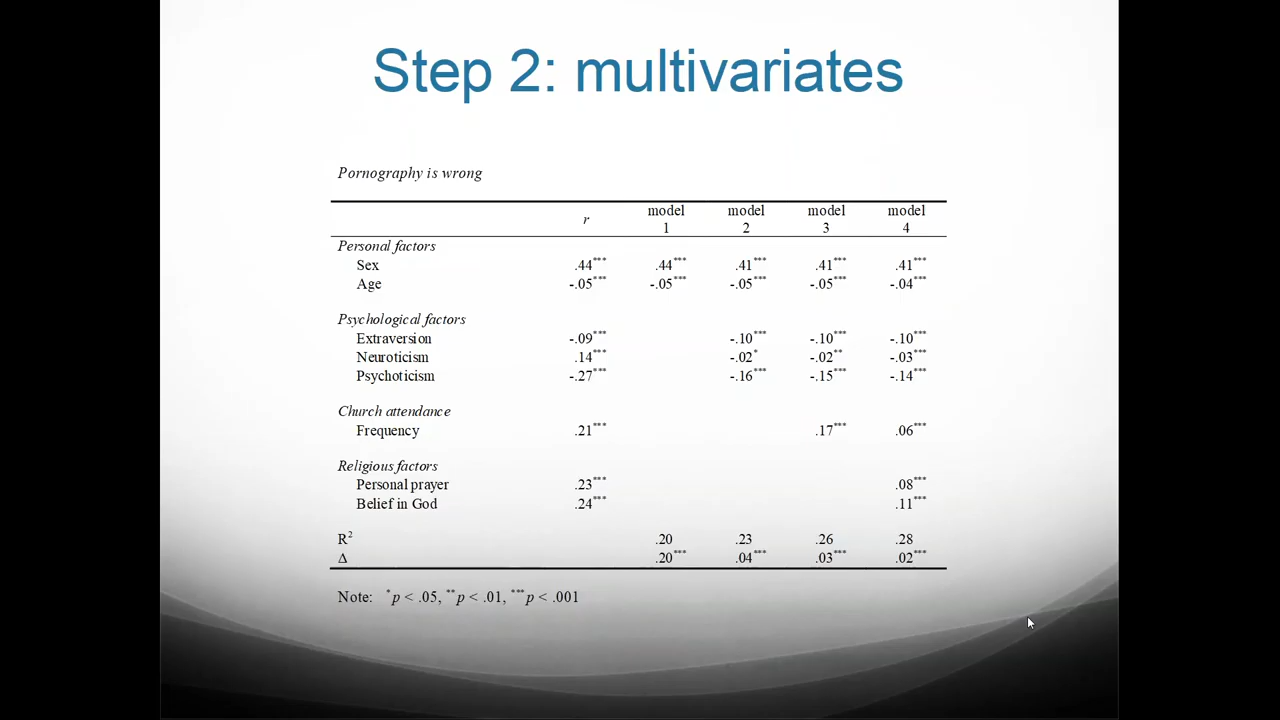 Step 2: multivariates
Pornography is wrong
r model 1 model 2 model 3 model 4
Personal factors
Sex .44*** .44*** .41*** .41*** .41***
Age -.05*** -.05*** -.05*** -.05*** -.04***
Psychological factors
Extraversion -.09*** -.10*** -.10*** -.10***
Neuroticism .14*** -.02* -.02** -.03***
Psychoticism -.27*** -.16*** -.15*** -.14***
Church attendance
Frequency .21*** .17*** .06***
Religious factors
Personal prayer .23*** .08***
Belief in God .24*** .11***
R² .20 .23 .26 .28
Δ .20*** .04*** .03*** .02***
Note: *p < .05, **p < .01, ***p < .001